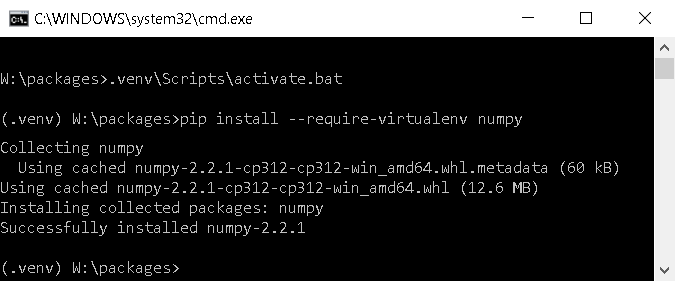 C:\WINDOWS\system32\cmd.exe
W:\packages>.venv\Scripts\activate.bat
(.venv) W:\packages>pip install --require-virtualenv numpy
Collecting numpy
  Using cached numpy-2.2.1-cp312-cp312-win_amd64.whl.metadata (60 kB)
Using cached numpy-2.2.1-cp312-cp312-win_amd64.whl (12.6 MB)
Installing collected packages: numpy
Successfully installed numpy-2.2.1
(.venv) W:\packages>